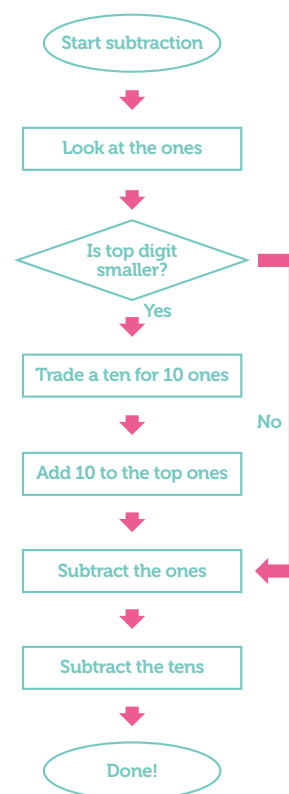 Start subtraction
Look at the ones
Is top digit
smaller?
Yes
Trade a ten for 10 ones
No
Add 10 to the top ones
Subtract the ones
Subtract the tens
Done!